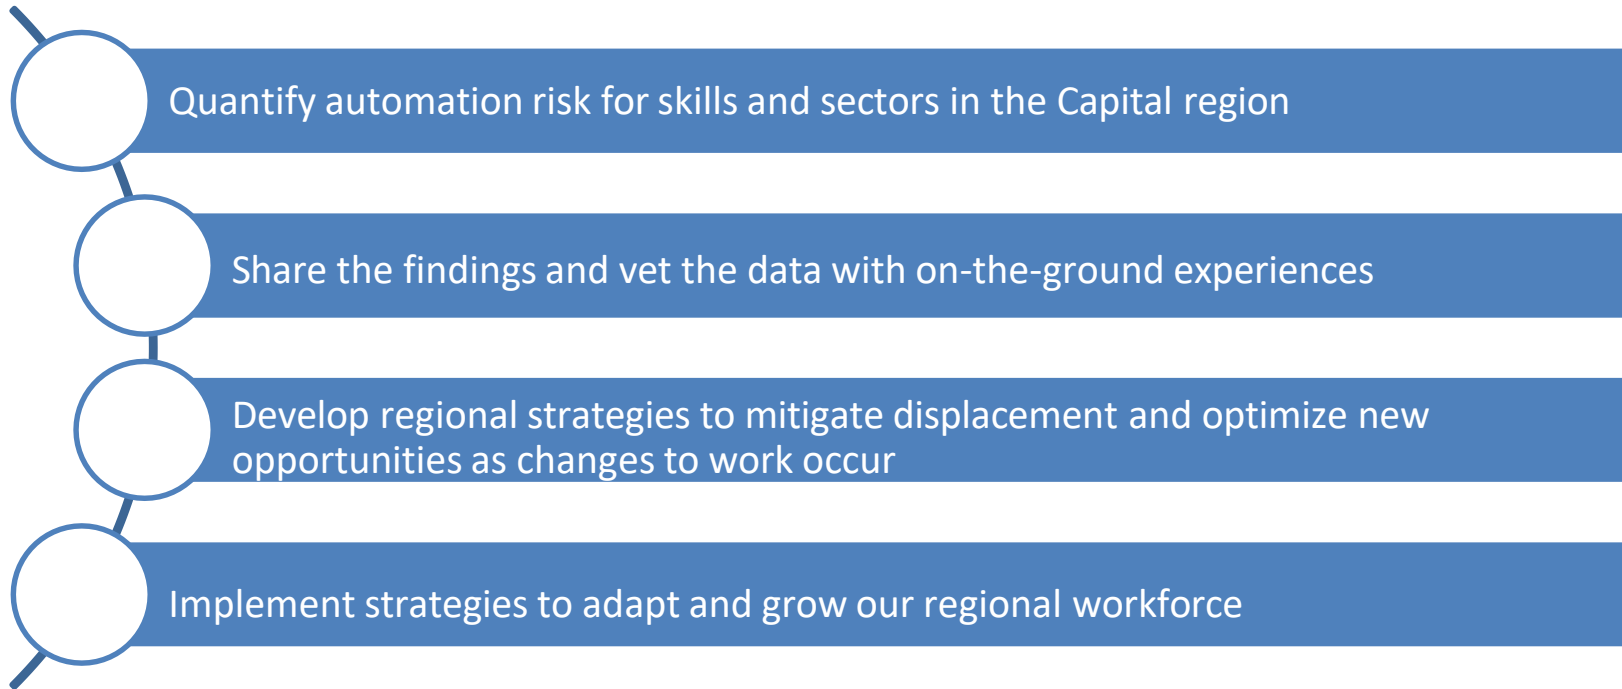 Quantify automation risk for skills and sectors in the Capital region
Share the findings and vet the data with on-the-ground experiences
Develop regional strategies to mitigate displacement and optimize new
opportunities as changes to work occur
Implement strategies to adapt and grow our regional workforce